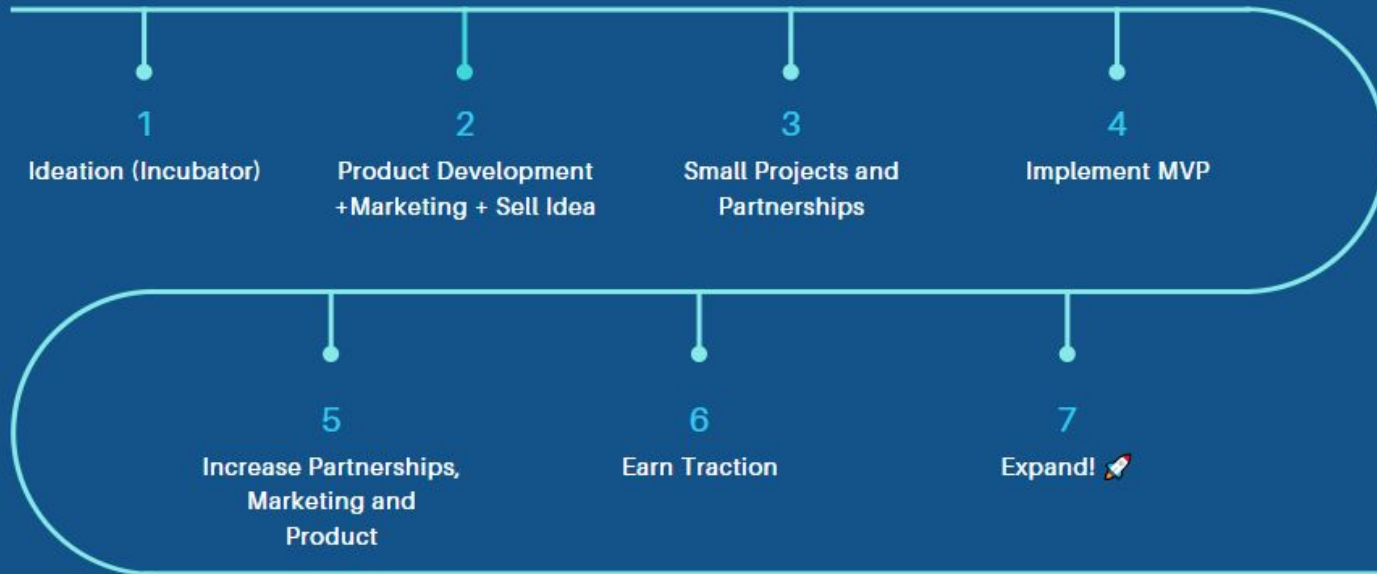 1
Ideation (Incubator)
2
Product Development
+Marketing + Sell Idea
3
Small Projects and
Partnerships
4
Implement MVP
5
Increase Partnerships,
Marketing and
Product
6
Earn Traction
7
Expand! 🚀